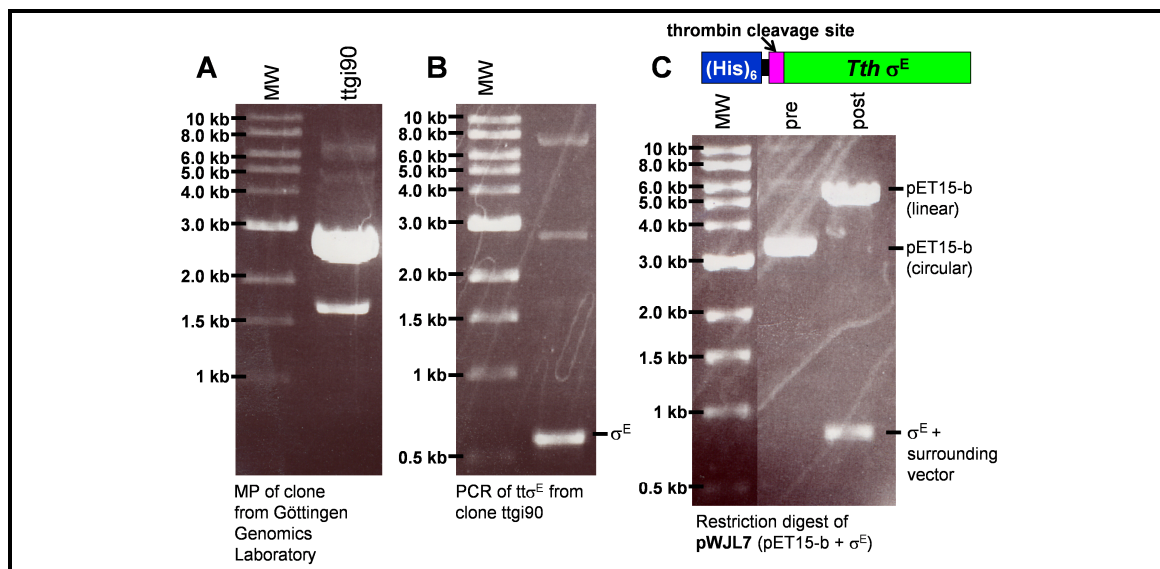 A
MW
ttgi90
10 kb
8.0 kb
6.0 kb
5.0 kb
4.0 kb
3.0 kb
2.0 kb
1.5 kb
1 kb
MP of clone
from Göttingen
Genomics
Laboratory
B
MW
10 kb
8.0 kb
6.0 kb
5.0 kb
4.0 kb
3.0 kb
2.0 kb
1.5 kb
1 kb
0.5 kb
σᴱ
PCR of ttσᴱ from
clone ttgi90
thrombin cleavage site
C
(His)₆
Tth σᴱ
MW
pre
post
10 kb
8.0 kb
6.0 kb
5.0 kb
4.0 kb
3.0 kb
2.0 kb
1.5 kb
1 kb
0.5 kb
pET15-b
(linear)
pET15-b
(circular)
σᴱ +
surrounding
vector
Restriction digest of
pWJL7 (pET15-b + σᴱ)